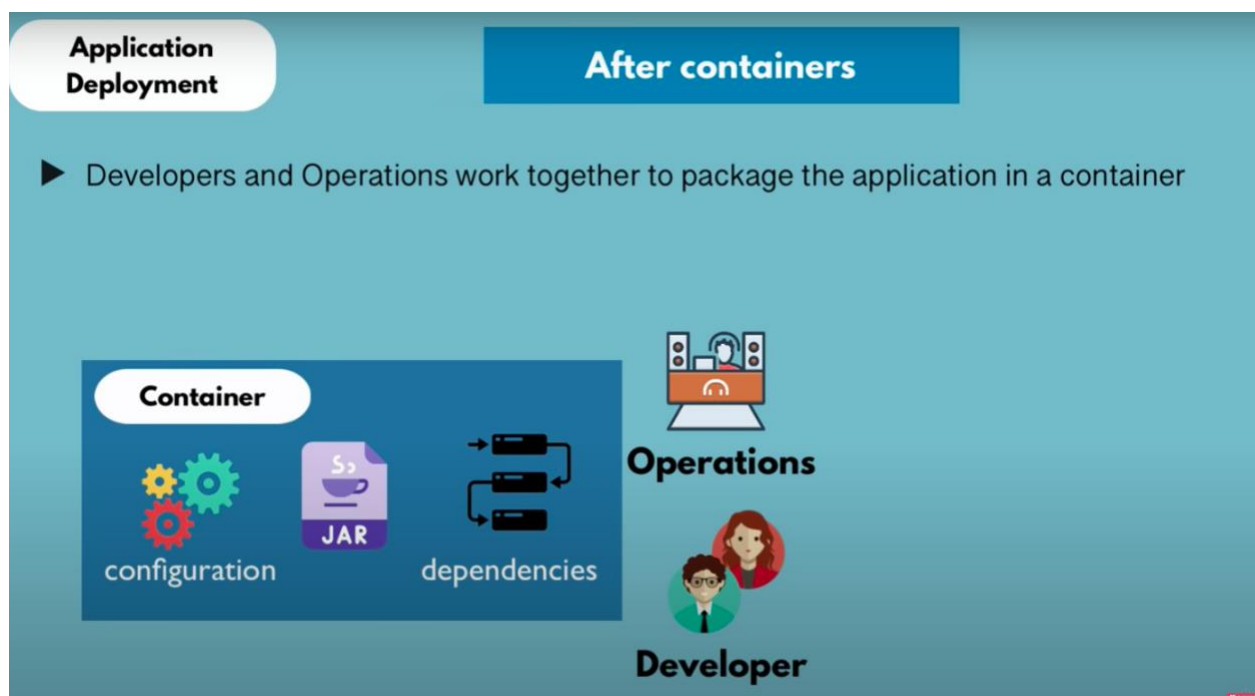 Application
Deployment
After containers
▶ Developers and Operations work together to package the application in a container
Container
JAR
configuration
dependencies
Operations
Developer